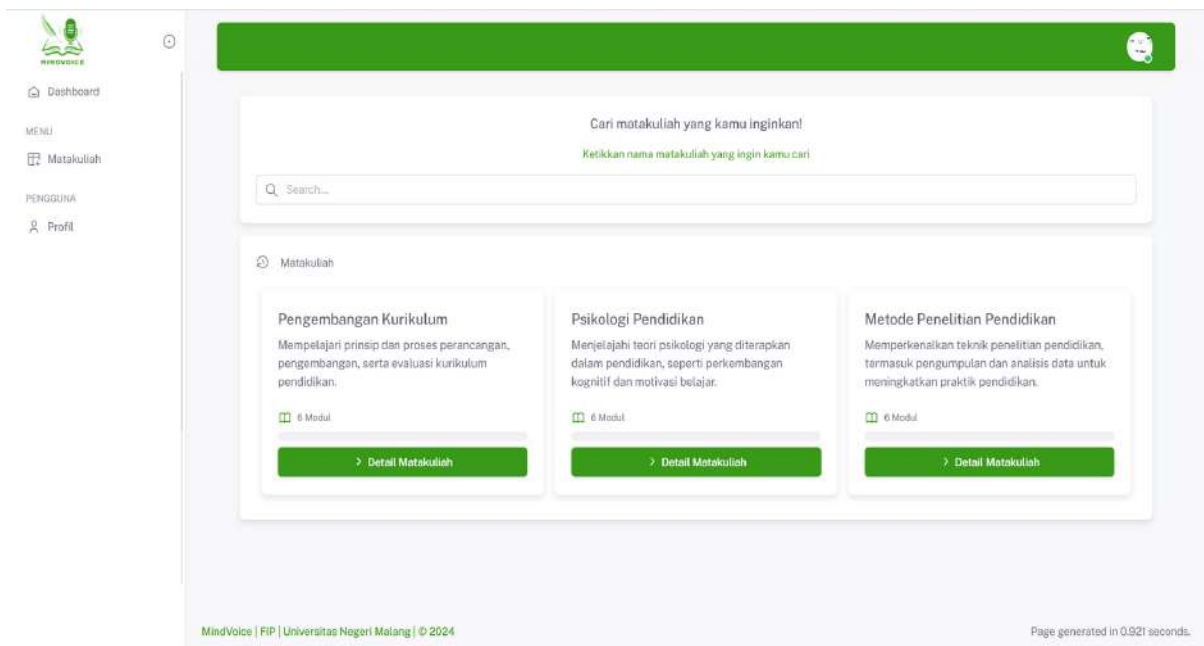 MINDVOICE
Dashboard
MENU
Matakuliah
PENGGUNA
Profil
Cari matakuliah yang kamu inginkan!
Ketikkan nama matakuliah yang ingin kamu cari
Search...
Matakuliah
Pengembangan Kurikulum
Mempelajari prinsip dan proses perancangan,
pengembangan, serta evaluasi kurikulum
pendidikan.
6 Modul
Detail Matakuliah
Psikologi Pendidikan
Menjelajahi teori psikologi yang diterapkan
dalam pendidikan, seperti perkembangan
kognitif dan motivasi belajar.
6 Modul
Detail Matakuliah
Metode Penelitian Pendidikan
Memperkenalkan teknik penelitian pendidikan,
termasuk pengumpulan dan analisis data untuk
meningkatkan praktik pendidikan.
6 Modul
Detail Matakuliah
MindVoice | FIP | Universitas Negeri Malang | © 2024
Page generated in 0.921 seconds.